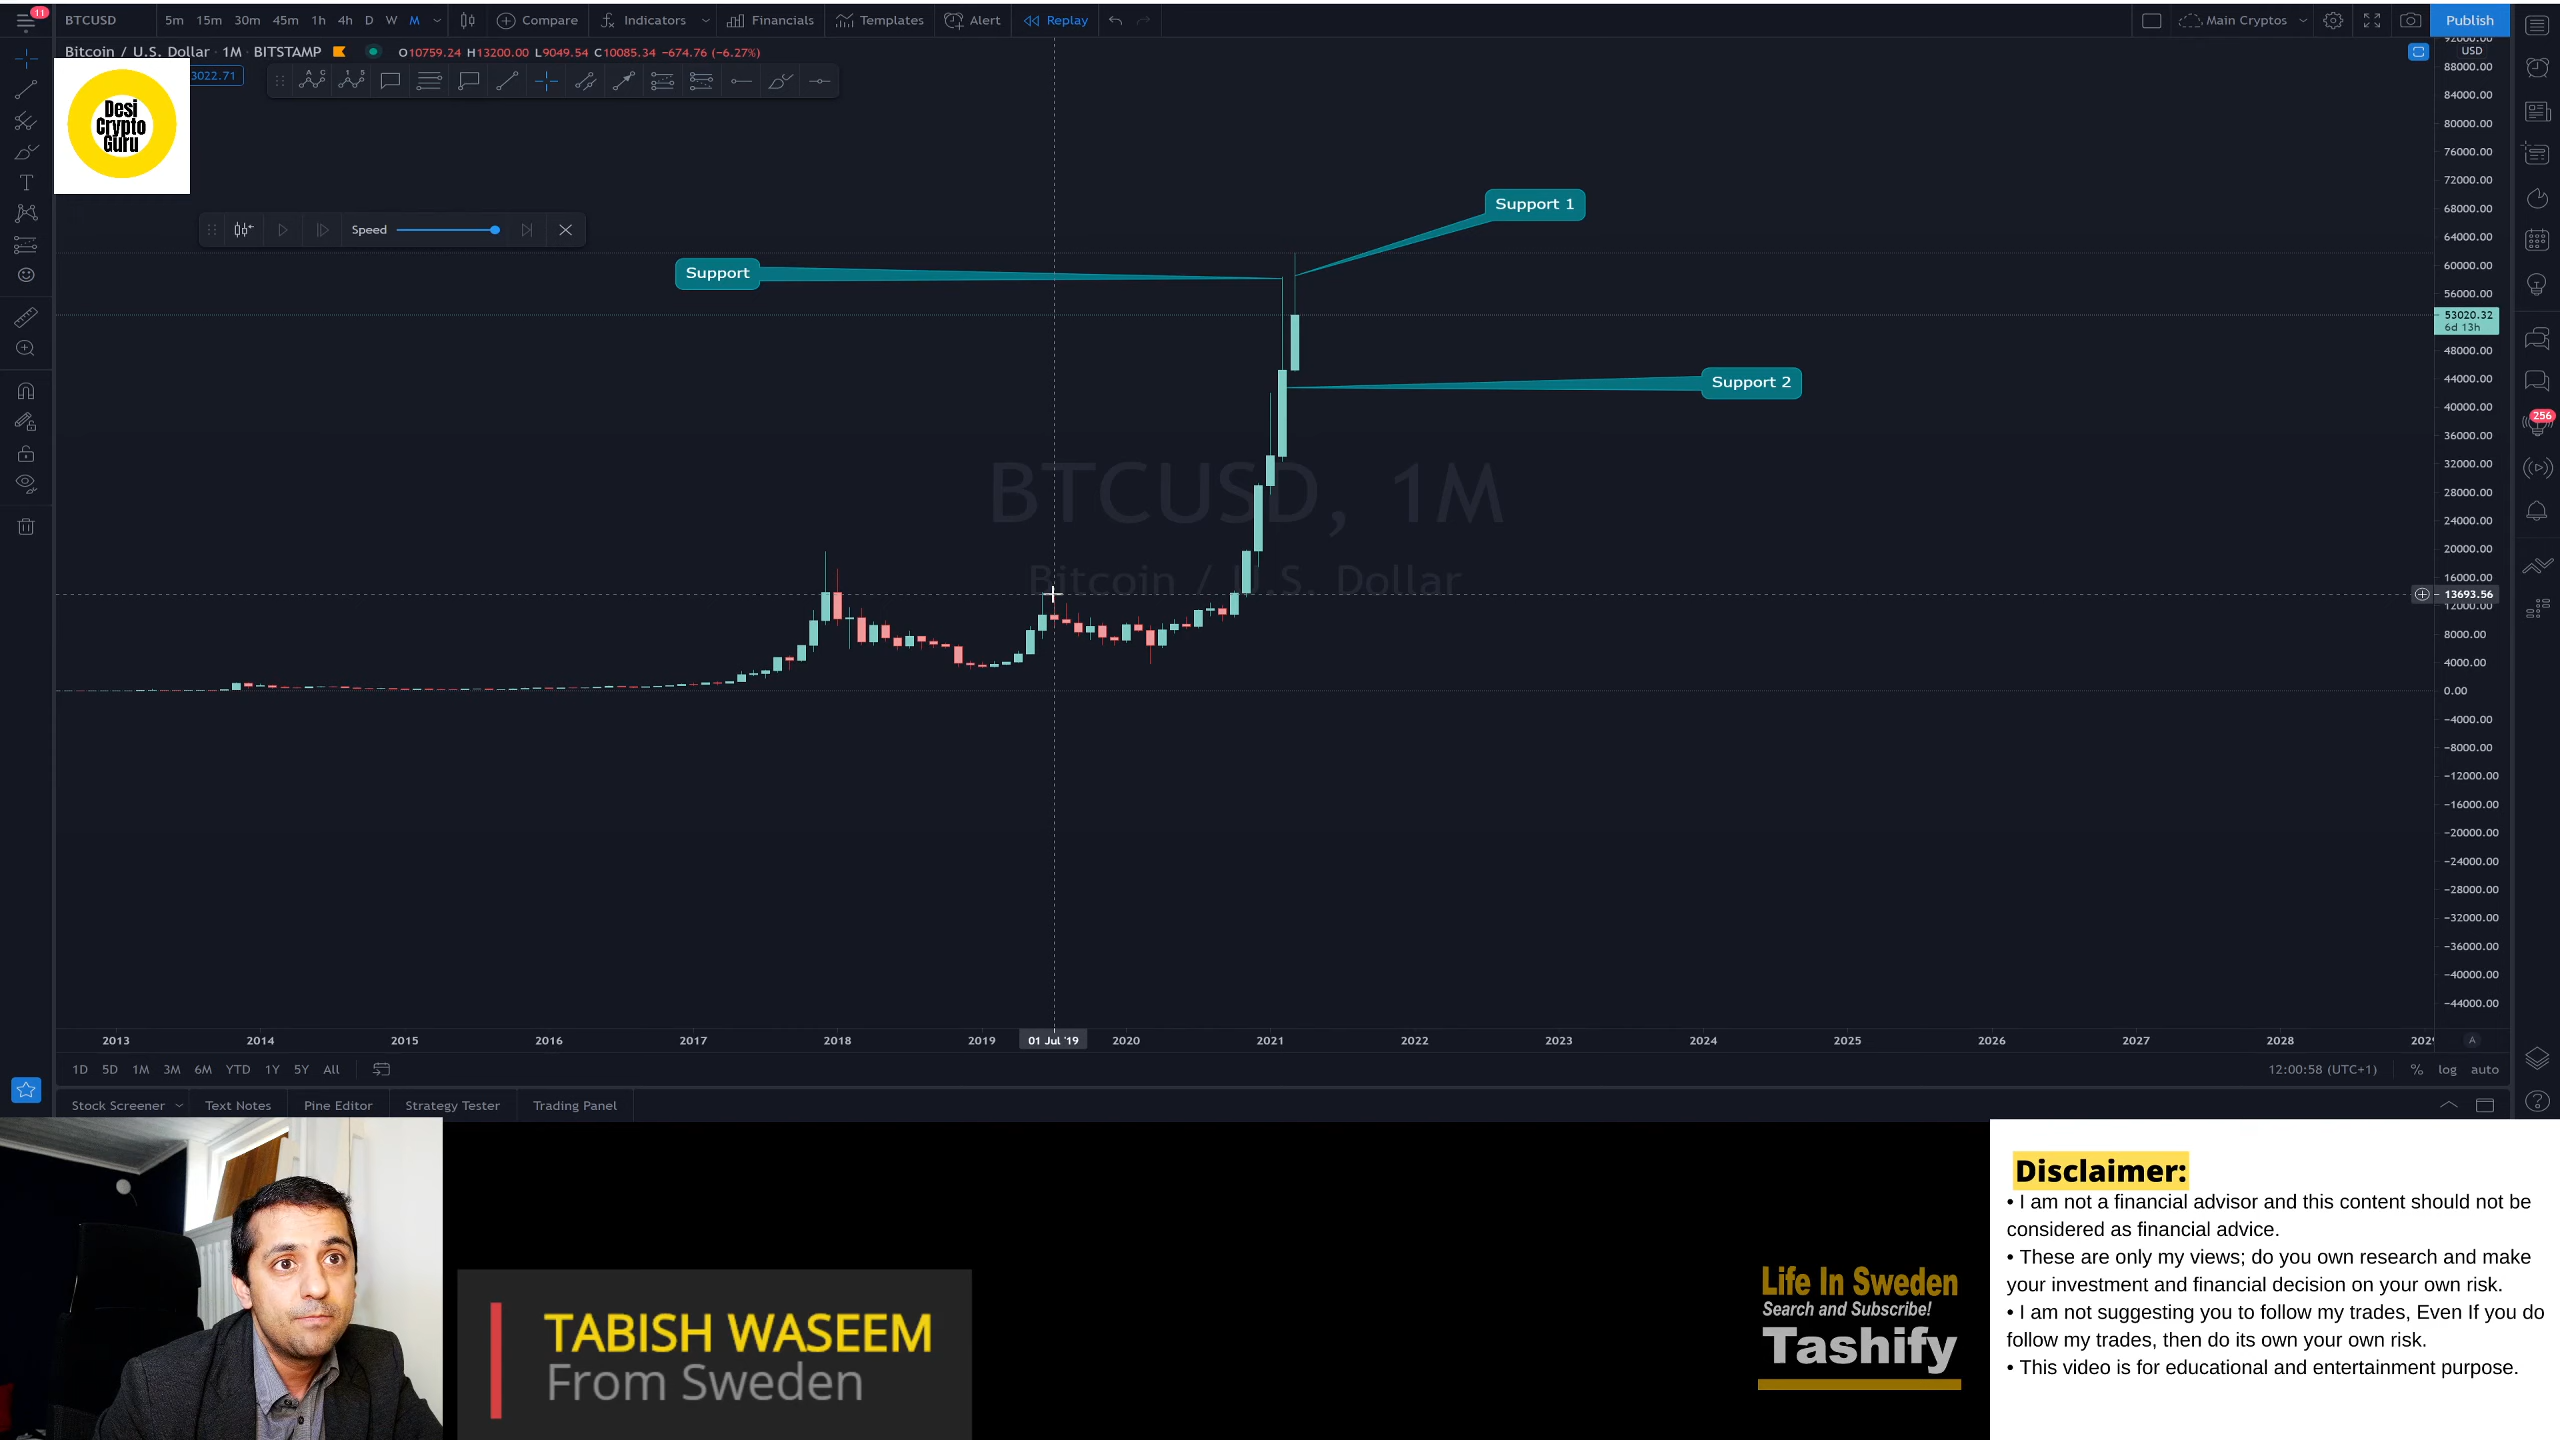 11
BTCUSD 5m 15m 30m 45m 1h 4h D W M Compare Indicators Financials Templates Alert Replay Main Cryptos Publish
Bitcoin / U.S. Dollar · 1M · BITSTAMP O10759.24 H13200.00 L9049.54 C10085.34 −674.76 (−6.27%)
3022.71
Desi
Crypto
Guru
Speed
Support 1
Support
Support 2
BTCUSD, 1M
Bitcoin / U.S. Dollar
92000.00
USD
88000.00
84000.00
80000.00
76000.00
72000.00
68000.00
64000.00
60000.00
56000.00
53020.32
6d 13h
48000.00
44000.00
40000.00
36000.00
32000.00
28000.00
24000.00
20000.00
16000.00
13693.56
12000.00
8000.00
4000.00
0.00
−4000.00
−8000.00
−12000.00
−16000.00
−20000.00
−24000.00
−28000.00
−32000.00
−36000.00
−40000.00
−44000.00
256
2013 2014 2015 2016 2017 2018 2019 01 Jul '19 2020 2021 2022 2023 2024 2025 2026 2027 2028 A
1D 5D 1M 3M 6M YTD 1Y 5Y All 12:00:58 (UTC+1) % log auto
Stock Screener Text Notes Pine Editor Strategy Tester Trading Panel
TABISH WASEEM
From Sweden
Life In Sweden
Search and Subscribe!
Tashify
Disclaimer:
• I am not a financial advisor and this content should not be
considered as financial advice.
• These are only my views; do you own research and make
your investment and financial decision on your own risk.
• I am not suggesting you to follow my trades, Even If you do
follow my trades, then do its own your own risk.
• This video is for educational and entertainment purpose.